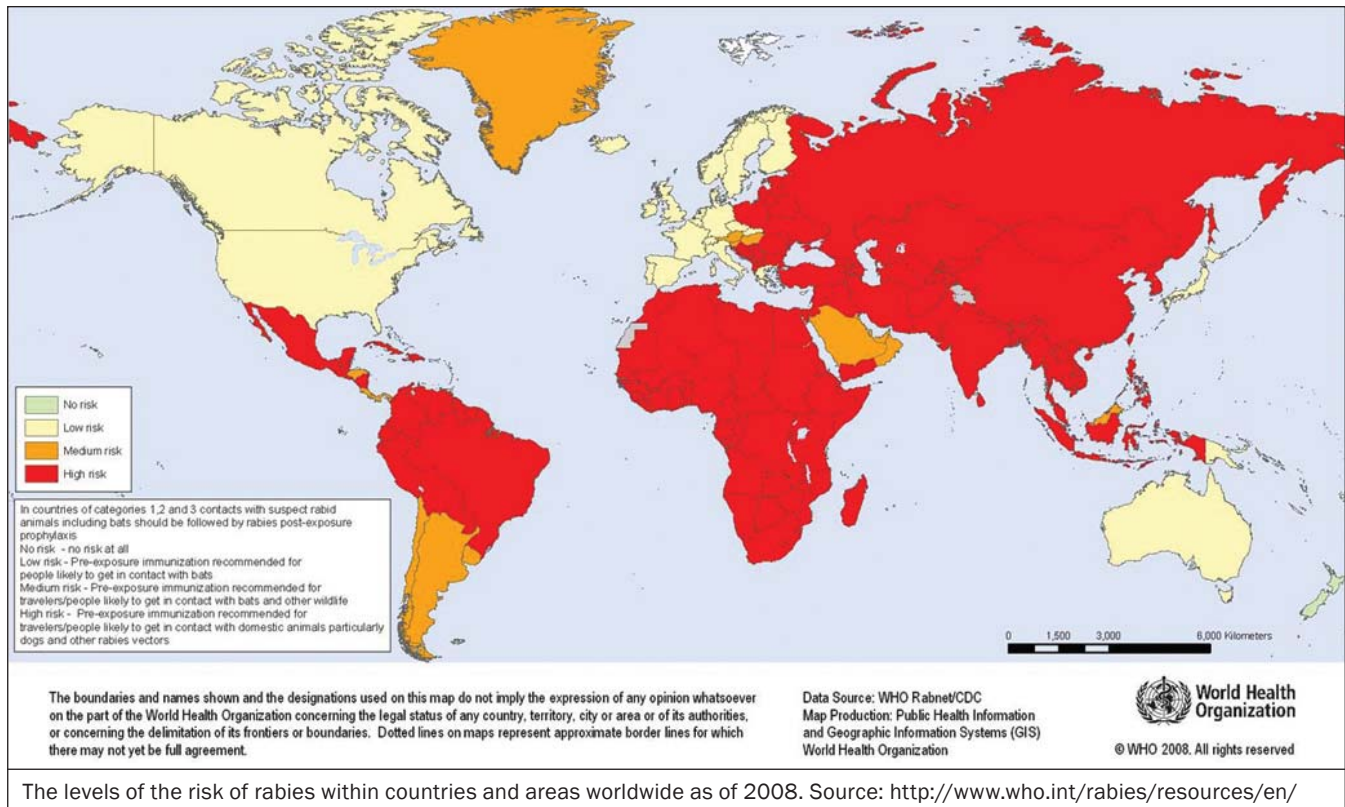 No risk
Low risk
Medium risk
High risk
In countries of categories 1,2 and 3 contacts with suspect rabid
animals including bats should be followed by rabies post-exposure
prophylaxis
No risk - no risk at all
Low risk - Pre-exposure immunization recommended for
people likely to get in contact with bats
Medium risk - Pre-exposure immunization recommended for
travelers/people likely to get in contact with bats and other wildlife
High risk - Pre-exposure immunization recommended for
travelers/people likely to get in contact with domestic animals particularly
dogs and other rabies vectors
0 1,500 3,000 6,000 Kilometers
The boundaries and names shown and the designations used on this map do not imply the expression of any opinion whatsoever
on the part of the World Health Organization concerning the legal status of any country, territory, city or area or of its authorities,
or concerning the delimitation of its frontiers or boundaries. Dotted lines on maps represent approximate border lines for which
there may not yet be full agreement.
Data Source: WHO Rabnet/CDC
Map Production: Public Health Information
and Geographic Information Systems (GIS)
World Health Organization
World Health
Organization
© WHO 2008. All rights reserved
The levels of the risk of rabies within countries and areas worldwide as of 2008. Source: http://www.who.int/rabies/resources/en/